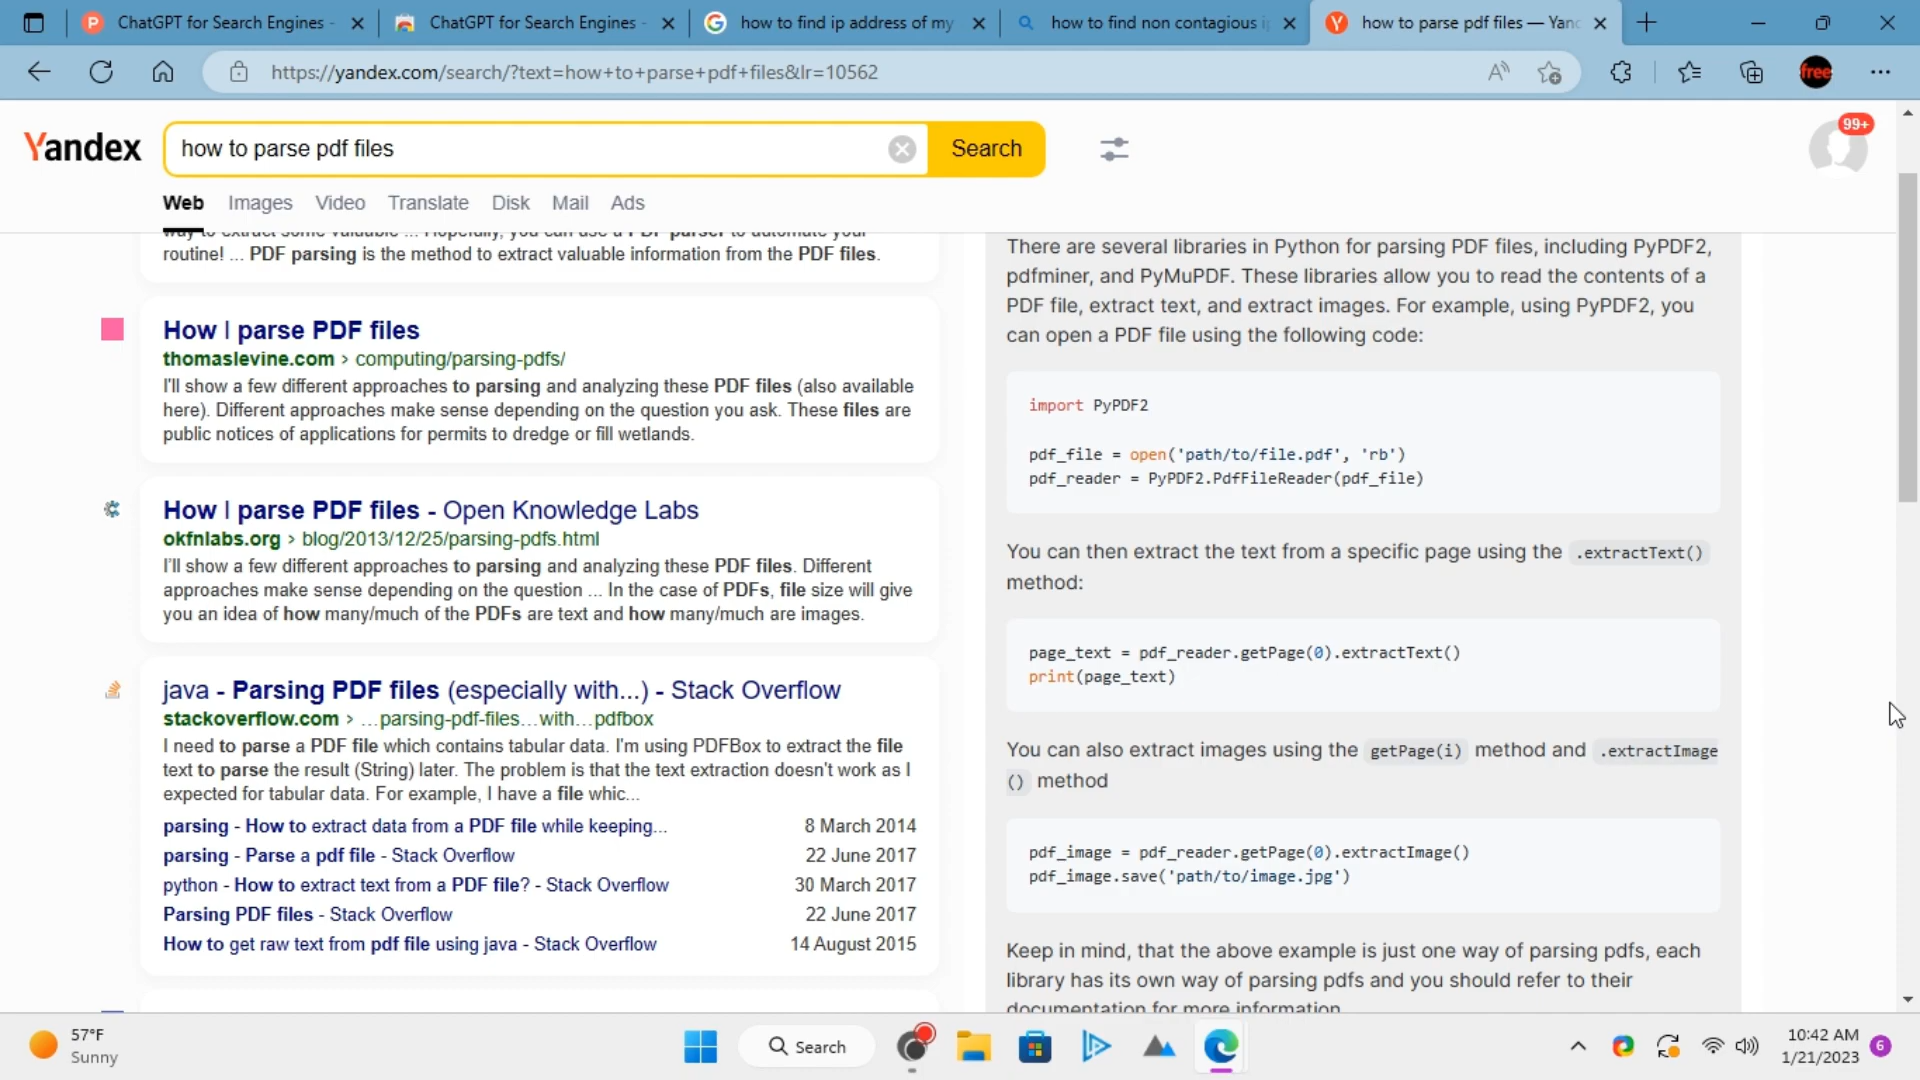 ChatGPT for Search Engines -
ChatGPT for Search Engines -
how to find ip address of my
how to find non contagious
how to parse pdf files — Yan
https://yandex.com/search/?text=how+to+parse+pdf+files&lr=10562
free
Yandex
how to parse pdf files
Search
99+
Web Images Video Translate Disk Mail Ads
way to extract some valuable ... Hopefully, you can use a PDF parser to automate your
routine! ... PDF parsing is the method to extract valuable information from the PDF files.
How I parse PDF files
thomaslevine.com › computing/parsing-pdfs/
I'll show a few different approaches to parsing and analyzing these PDF files (also available
here). Different approaches make sense depending on the question you ask. These files are
public notices of applications for permits to dredge or fill wetlands.
How I parse PDF files - Open Knowledge Labs
okfnlabs.org › blog/2013/12/25/parsing-pdfs.html
I'll show a few different approaches to parsing and analyzing these PDF files. Different
approaches make sense depending on the question ... In the case of PDFs, file size will give
you an idea of how many/much of the PDFs are text and how many/much are images.
java - Parsing PDF files (especially with...) - Stack Overflow
stackoverflow.com › …parsing-pdf-files…with…pdfbox
I need to parse a PDF file which contains tabular data. I'm using PDFBox to extract the file
text to parse the result (String) later. The problem is that the text extraction doesn't work as I
expected for tabular data. For example, I have a file whic...
parsing - How to extract data from a PDF file while keeping... 8 March 2014
parsing - Parse a pdf file - Stack Overflow 22 June 2017
python - How to extract text from a PDF file? - Stack Overflow 30 March 2017
Parsing PDF files - Stack Overflow 22 June 2017
How to get raw text from pdf file using java - Stack Overflow 14 August 2015
There are several libraries in Python for parsing PDF files, including PyPDF2,
pdfminer, and PyMuPDF. These libraries allow you to read the contents of a
PDF file, extract text, and extract images. For example, using PyPDF2, you
can open a PDF file using the following code:
import PyPDF2
pdf_file = open('path/to/file.pdf', 'rb')
pdf_reader = PyPDF2.PdfFileReader(pdf_file)
You can then extract the text from a specific page using the .extractText()
method:
page_text = pdf_reader.getPage(0).extractText()
print(page_text)
You can also extract images using the getPage(i) method and .extractImage
() method
pdf_image = pdf_reader.getPage(0).extractImage()
pdf_image.save('path/to/image.jpg')
Keep in mind, that the above example is just one way of parsing pdfs, each
library has its own way of parsing pdfs and you should refer to their
documentation for more information
57°F
Sunny
Search
10:42 AM
1/21/2023
6